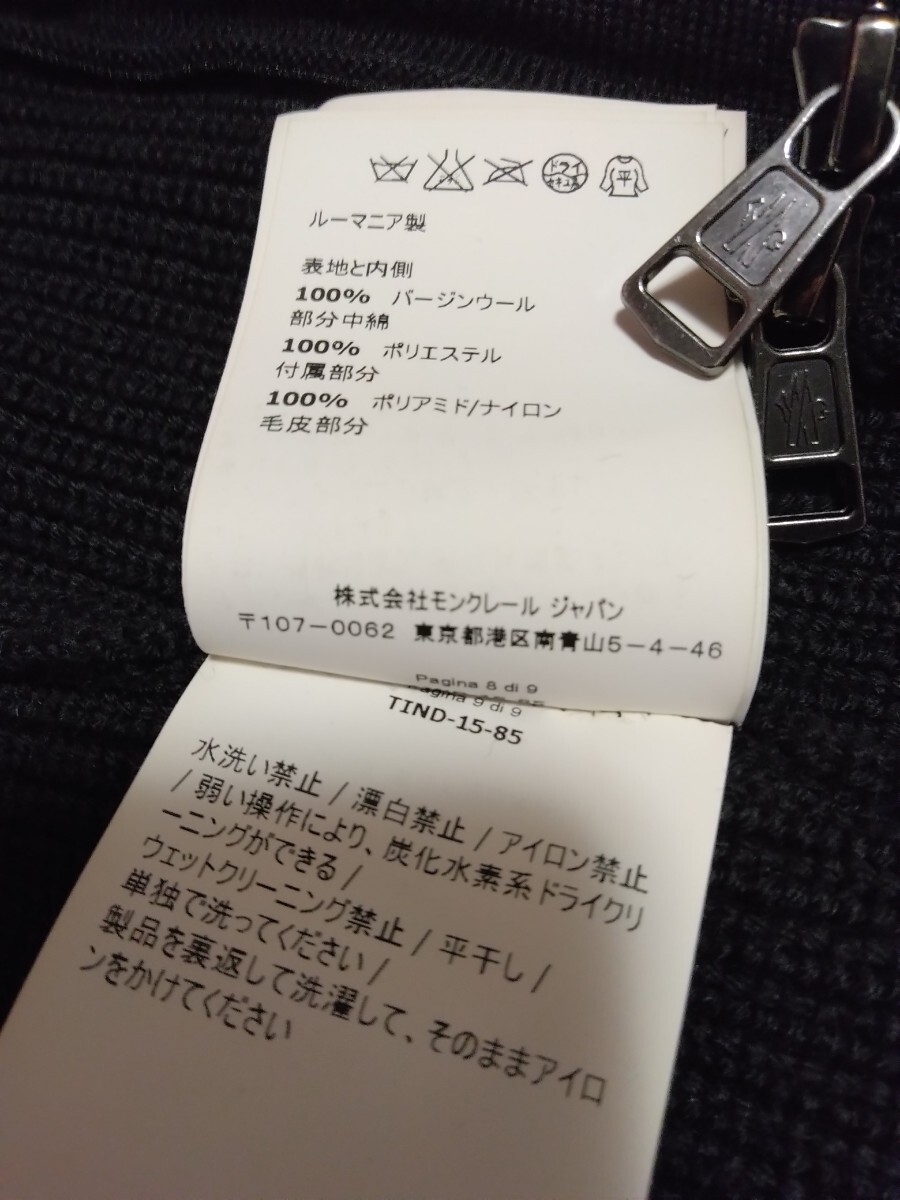 ドライ
セキユ系
平
ルーマニア製
表地と内側
100% バージンウール
部分中綿
100% ポリエステル
付属部分
100% ポリアミド/ナイロン
毛皮部分
株式会社モンクレール ジャパン
〒107-0062 東京都港区南青山5-4-46
Pagina 8 di 9
Pagina 9 di 9
TIND-15-85
水洗い禁止 / 漂白禁止 / アイロン禁止
/ 弱い操作により、炭化水素系ドライクリ
ーニングができる /
ウェットクリーニング禁止 / 平干し /
単独で洗ってください /
製品を裏返して洗濯して、そのままアイロ
ンをかけてください